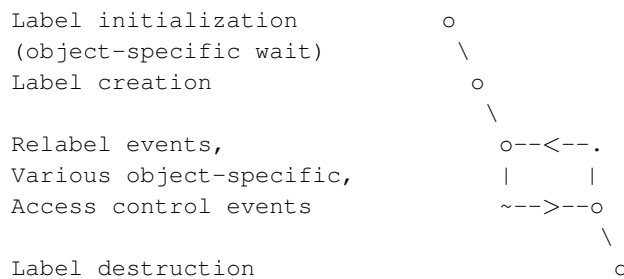 Label initialization          o
(object-specific wait)         \
Label creation                  o
                                 \
Relabel events,                   o--<--.
Various object-specific,          |     |
Access control events             ~-->--o
                                         \
Label destruction                         o